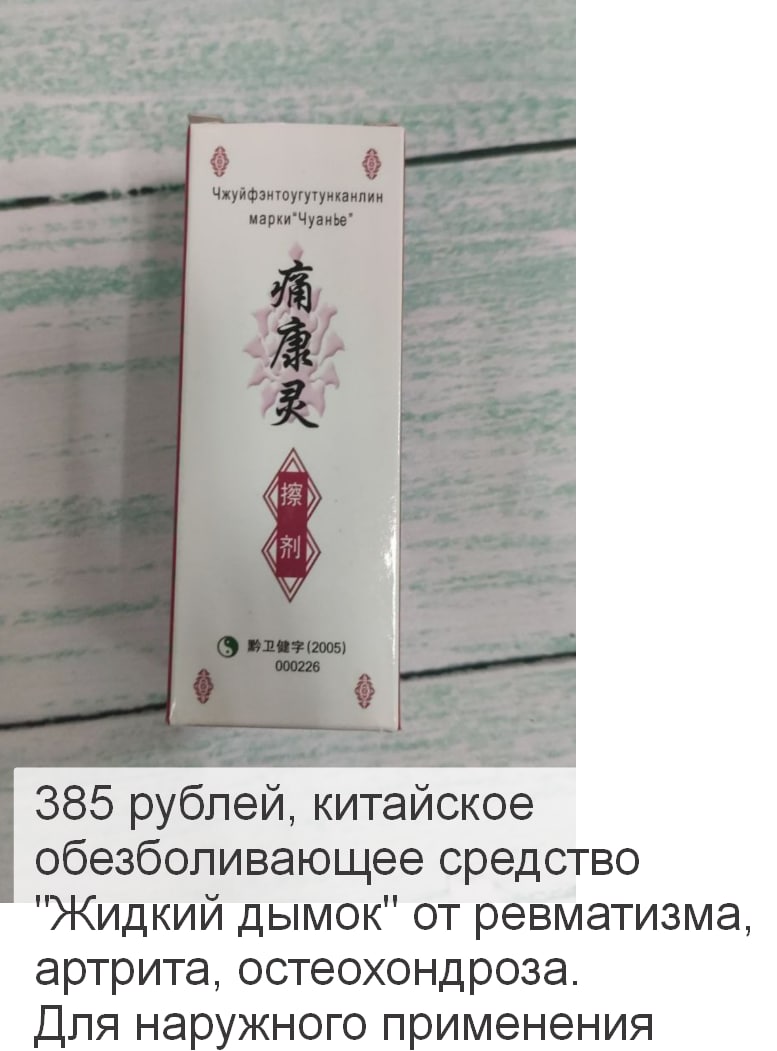 Чжуйфэнтоугутунканлин
марки"Чуанье"
痛康灵
擦剂
黔卫健字(2005)
000226
385 рублей, китайское
обезболивающее средство
"Жидкий дымок" от ревматизма,
артрита, остеохондроза.
Для наружного применения